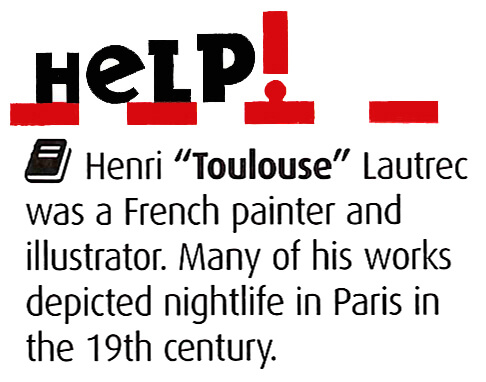 HeLP!
Henri “Toulouse” Lautrec
was a French painter and
illustrator. Many of his works
depicted nightlife in Paris in
the 19th century.